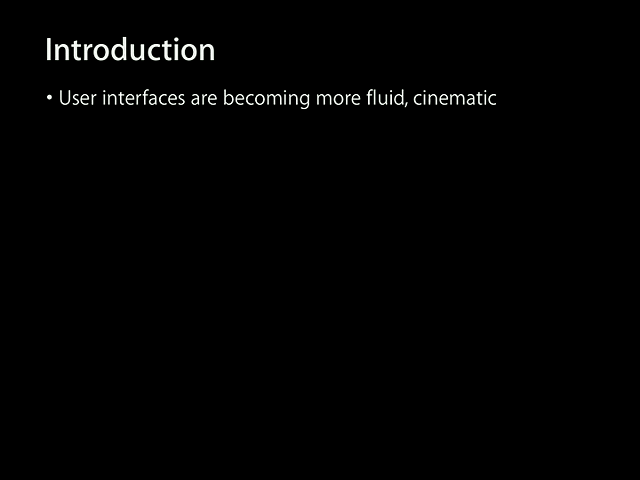 Introduction
• User interfaces are becoming more fluid, cinematic